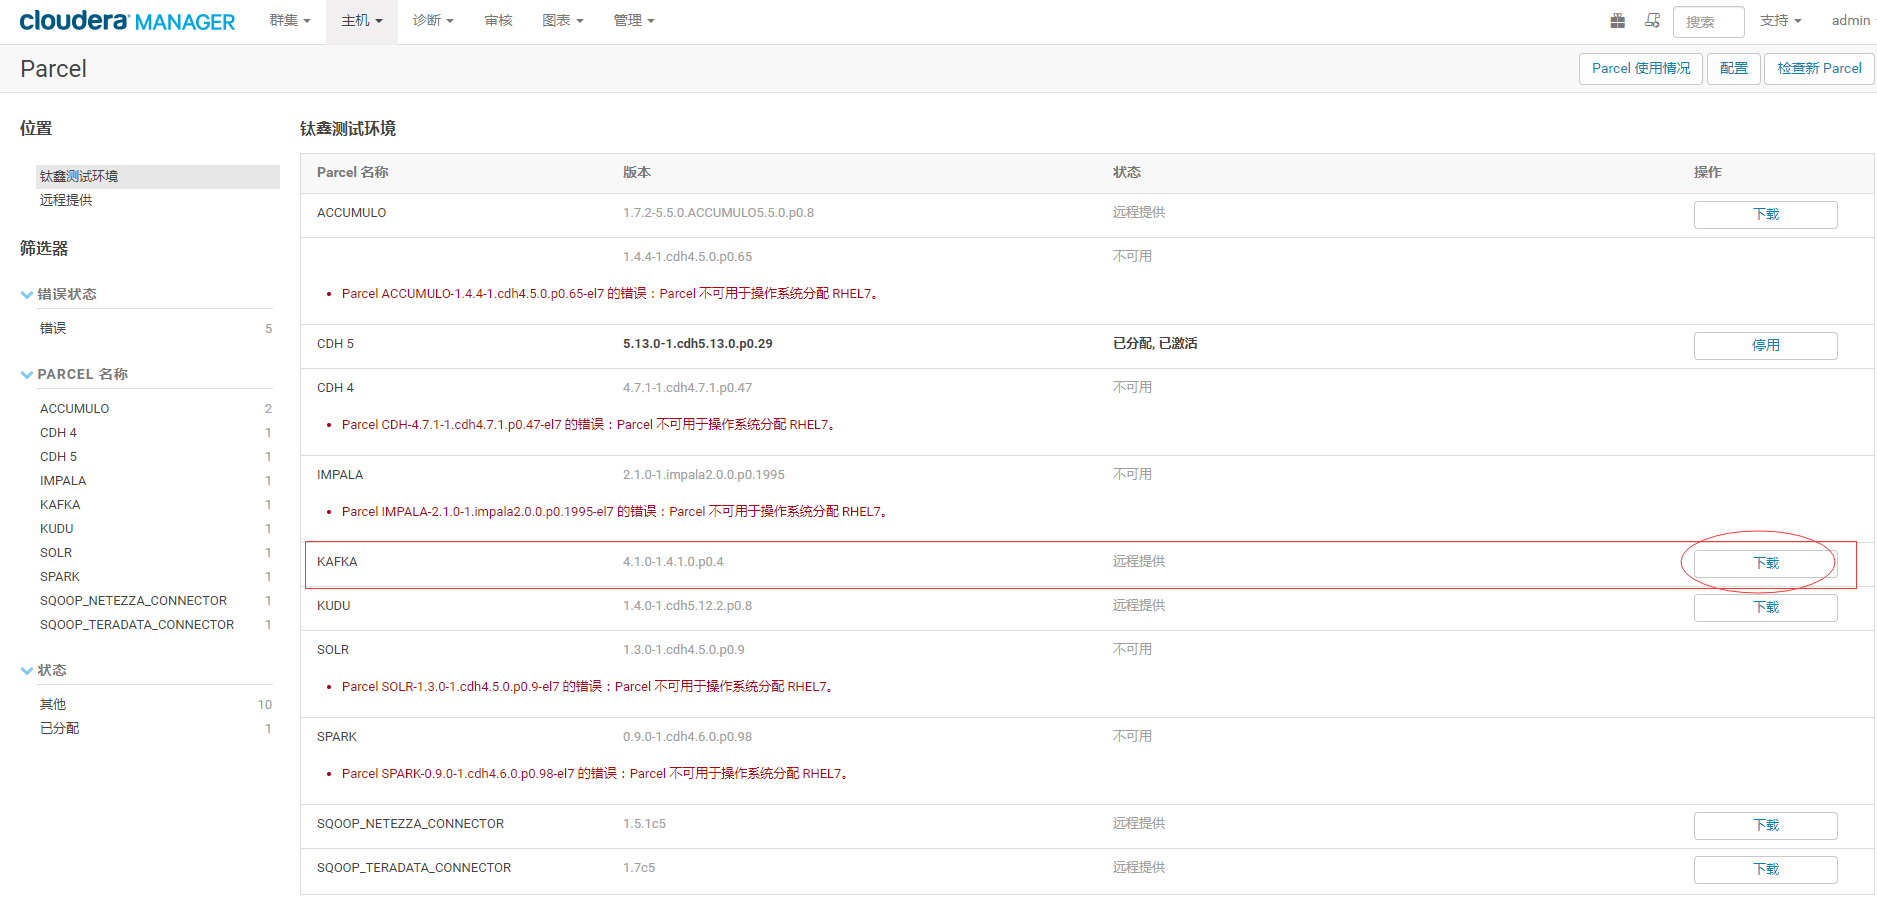 cloudera MANAGER 群集 主机 诊断 审核 图表 管理 搜索 支持 admin
Parcel Parcel 使用情况 配置 检查新 Parcel
位置
钛鑫测试环境
远程提供
筛选器
错误状态
错误 5
PARCEL 名称
ACCUMULO 2
CDH 4 1
CDH 5 1
IMPALA 1
KAFKA 1
KUDU 1
SOLR 1
SPARK 1
SQOOP_NETEZZA_CONNECTOR 1
SQOOP_TERADATA_CONNECTOR 1
状态
其他 10
已分配 1
钛鑫测试环境
Parcel 名称 版本 状态 操作
ACCUMULO 1.7.2-5.5.0.ACCUMULO5.5.0.p0.8 远程提供 下载
1.4.4-1.cdh4.5.0.p0.65 不可用
• Parcel ACCUMULO-1.4.4-1.cdh4.5.0.p0.65-el7 的错误：Parcel 不可用于操作系统分配 RHEL7。
CDH 5 5.13.0-1.cdh5.13.0.p0.29 已分配, 已激活 停用
CDH 4 4.7.1-1.cdh4.7.1.p0.47 不可用
• Parcel CDH-4.7.1-1.cdh4.7.1.p0.47-el7 的错误：Parcel 不可用于操作系统分配 RHEL7。
IMPALA 2.1.0-1.impala2.0.0.p0.1995 不可用
• Parcel IMPALA-2.1.0-1.impala2.0.0.p0.1995-el7 的错误：Parcel 不可用于操作系统分配 RHEL7。
KAFKA 4.1.0-1.4.1.0.p0.4 远程提供 下载
KUDU 1.4.0-1.cdh5.12.2.p0.8 远程提供 下载
SOLR 1.3.0-1.cdh4.5.0.p0.9 不可用
• Parcel SOLR-1.3.0-1.cdh4.5.0.p0.9-el7 的错误：Parcel 不可用于操作系统分配 RHEL7。
SPARK 0.9.0-1.cdh4.6.0.p0.98 不可用
• Parcel SPARK-0.9.0-1.cdh4.6.0.p0.98-el7 的错误：Parcel 不可用于操作系统分配 RHEL7。
SQOOP_NETEZZA_CONNECTOR 1.5.1c5 远程提供 下载
SQOOP_TERADATA_CONNECTOR 1.7c5 远程提供 下载